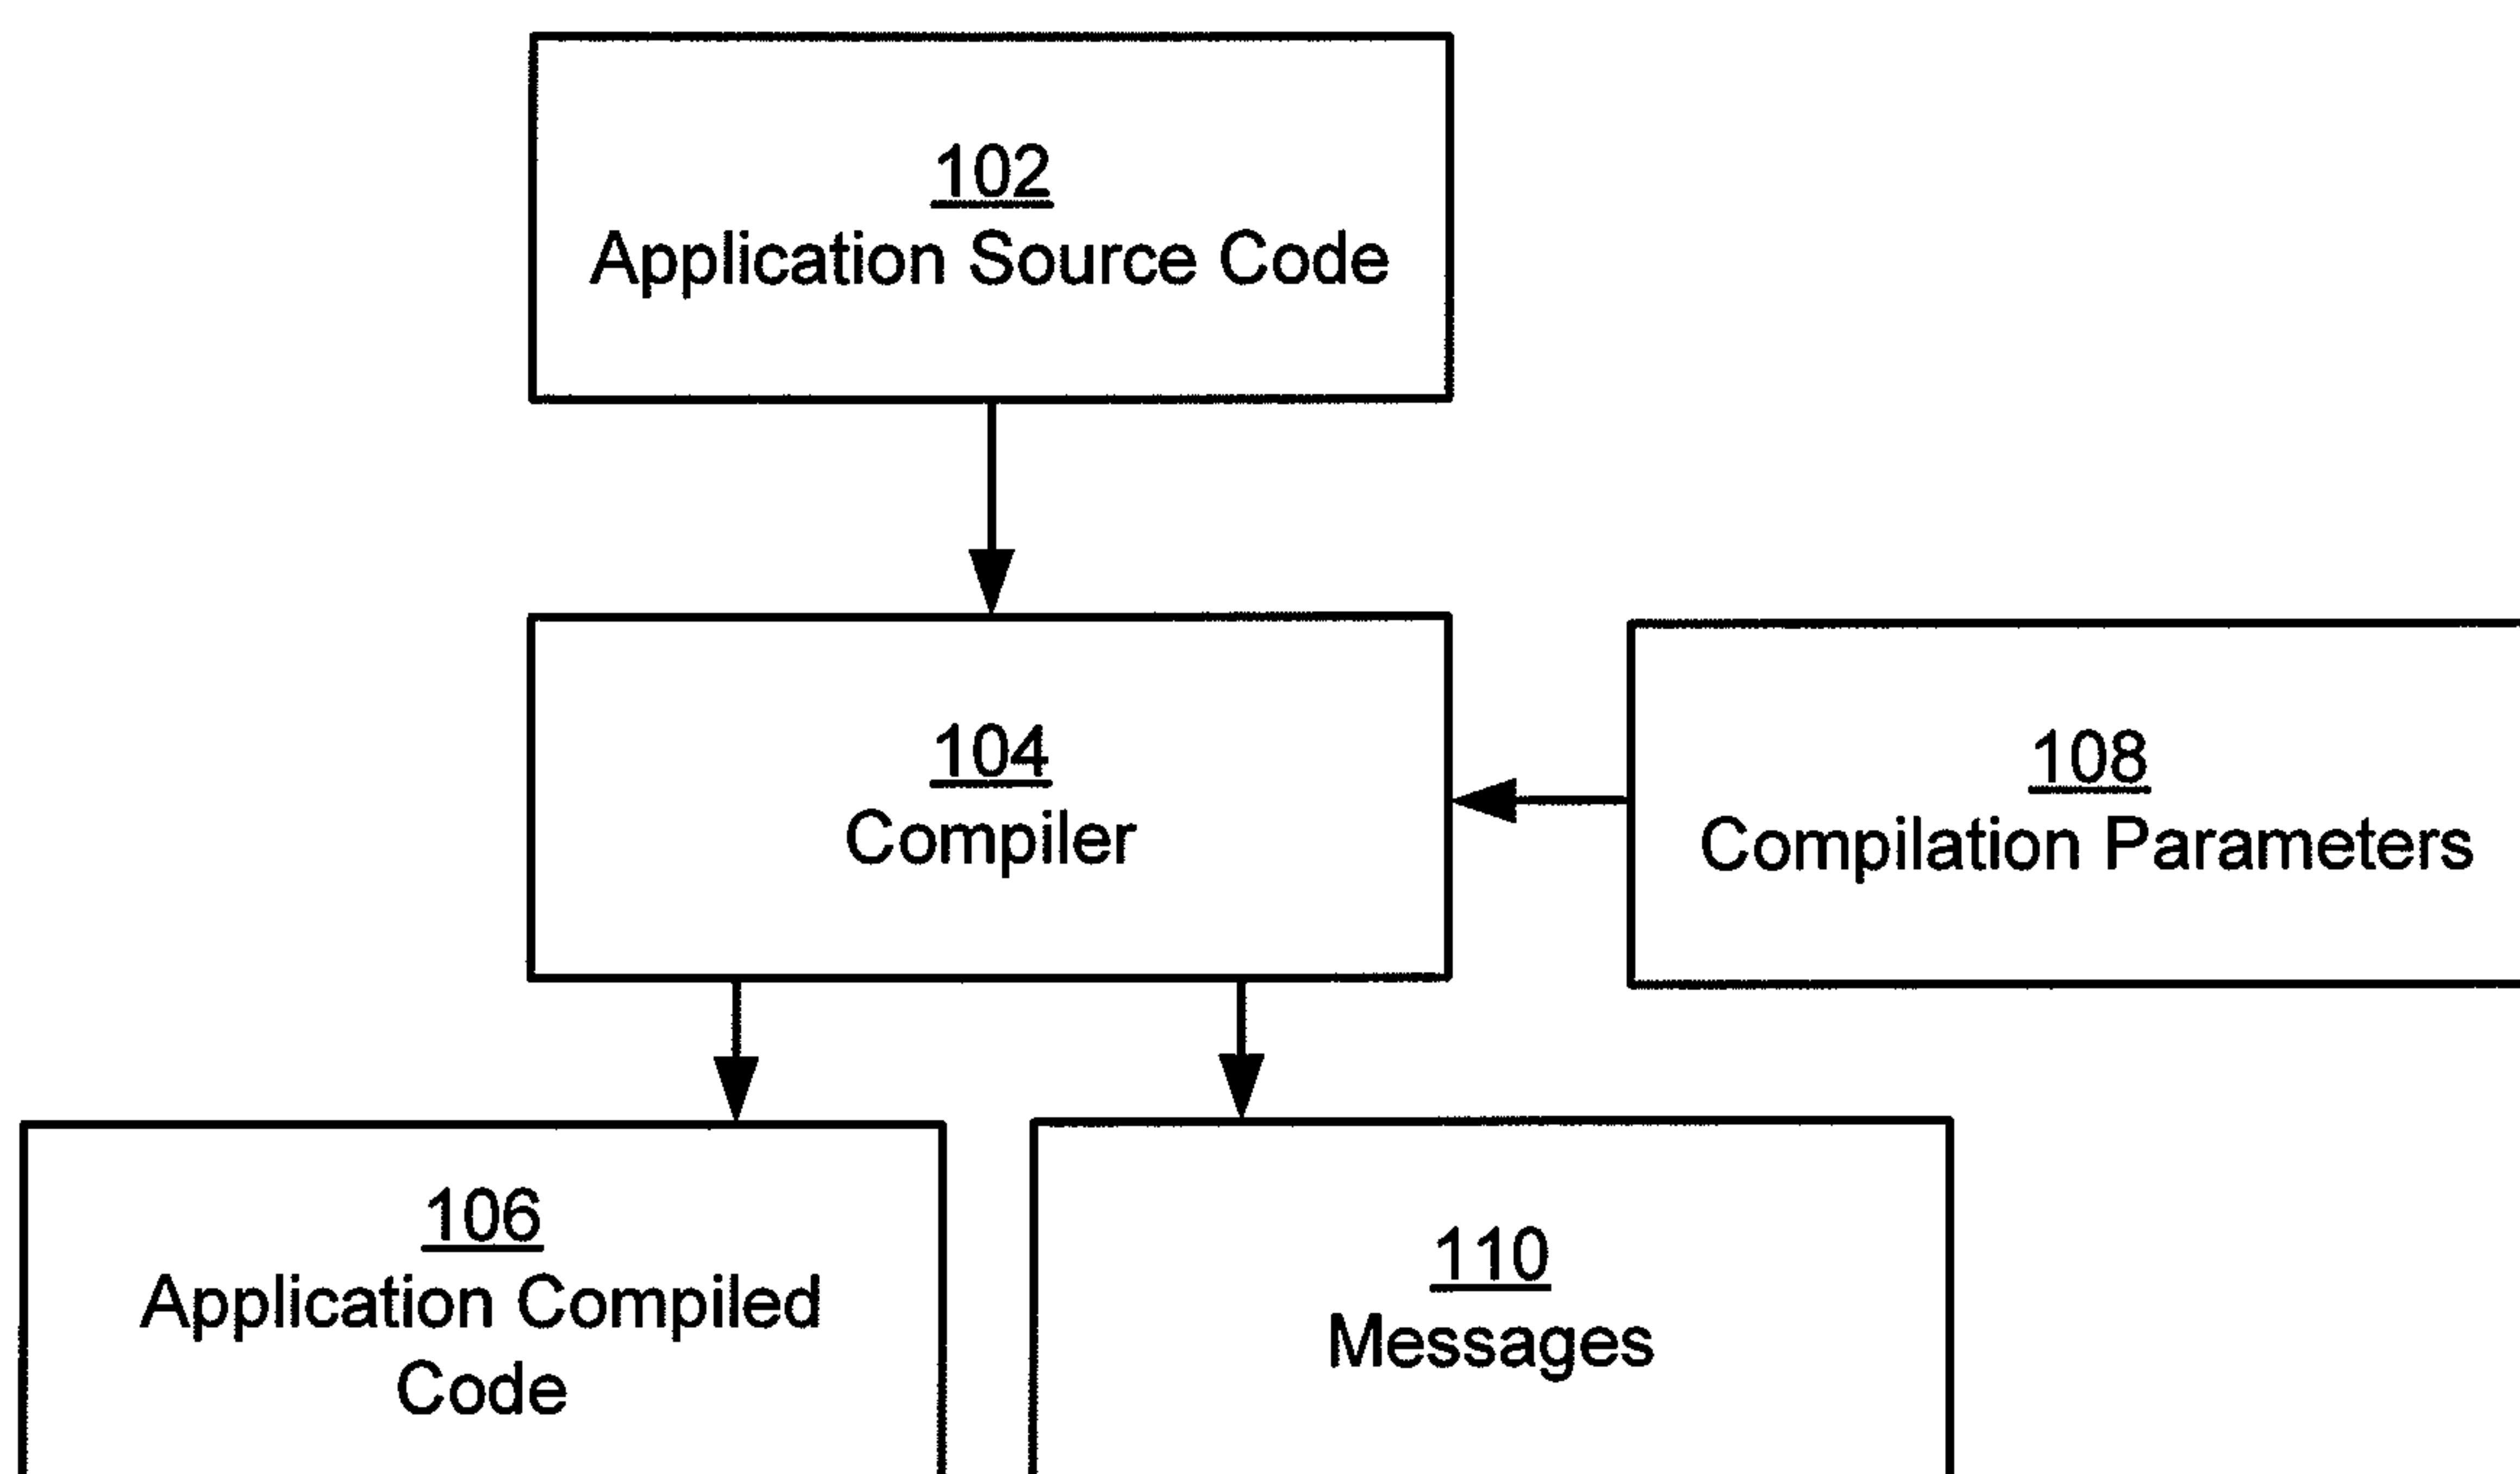 102
Application Source Code
104
Compiler
108
Compilation Parameters
106
Application Compiled
Code
110
Messages